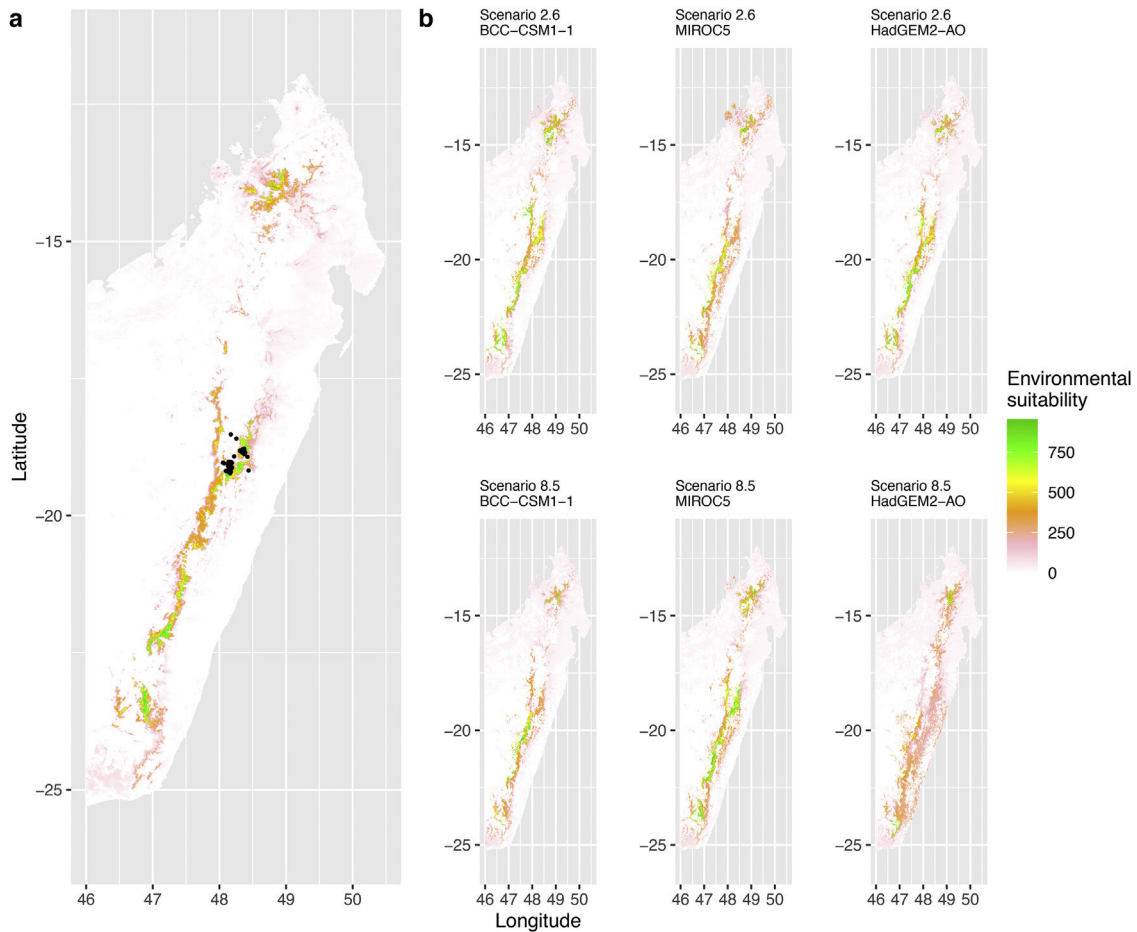 a
b
Scenario 2.6
BCC−CSM1−1
Scenario 2.6
MIROC5
Scenario 2.6
HadGEM2−AO
−15
−20
−25
46 47 48 49 50
Latitude
−15
−20
−25
46 47 48 49 50
−15
−20
−25
46 47 48 49 50
−15
−20
−25
46 47 48 49 50
Scenario 8.5
BCC−CSM1−1
Scenario 8.5
MIROC5
Scenario 8.5
HadGEM2−AO
−15
−20
−25
46 47 48 49 50
−15
−20
−25
46 47 48 49 50
−15
−20
−25
46 47 48 49 50
Longitude
Environmental
suitability
750
500
250
0